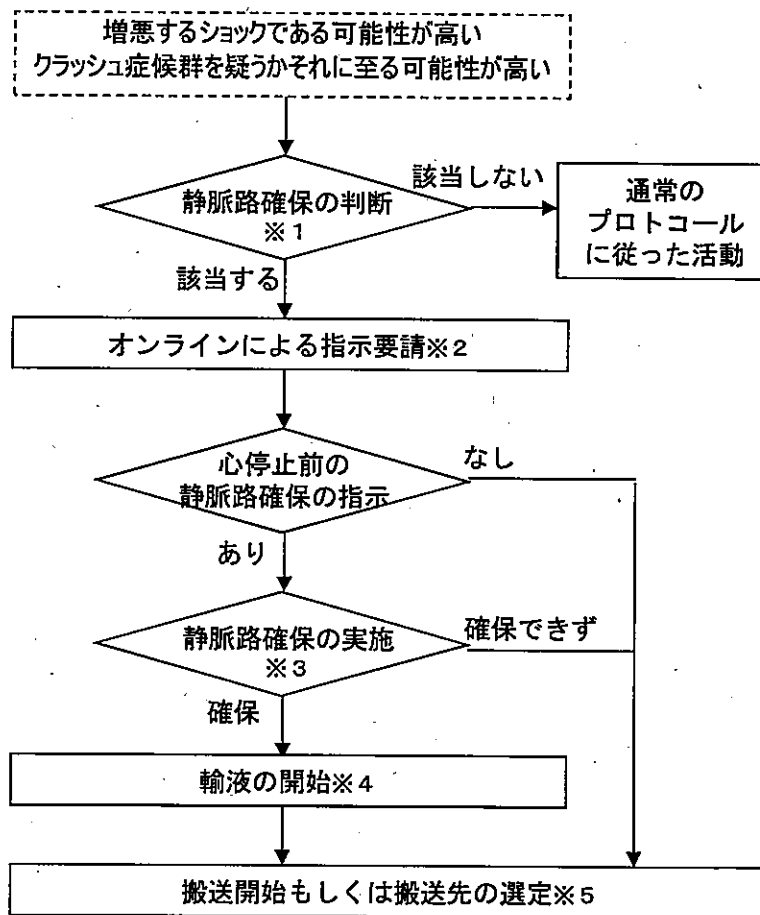 増悪するショックである可能性が高い
クラッシュ症候群を疑うかそれに至る可能性が高い
静脈路確保の判断
※1
該当しない
通常の
プロトコール
に従った活動
該当する
オンラインによる指示要請※2
心停止前の
静脈路確保の指示
なし
あり
静脈路確保の実施
※3
確保できず
確保
輸液の開始※4
搬送開始もしくは搬送先の選定※5